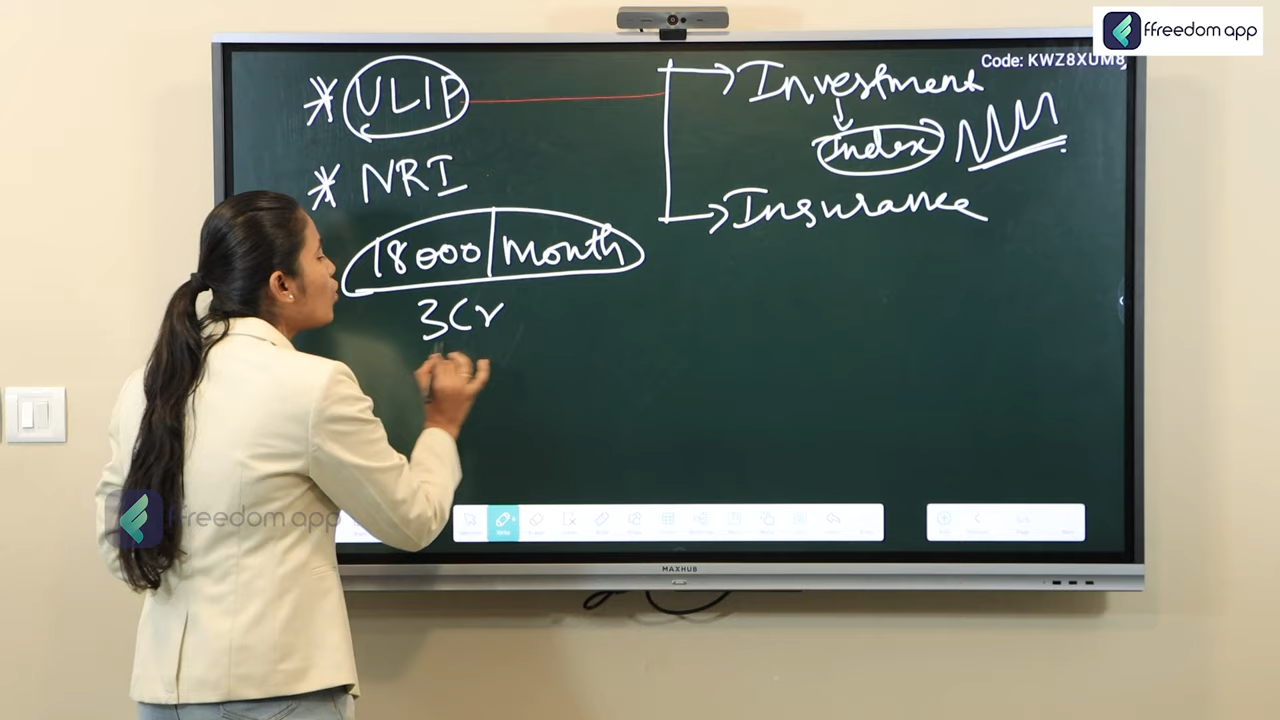 ffreedom app
Code: KWZ8XUM8
* ULIP
Investment
Index
* NRI
Insurance
18000/month
3Cr
ffreedom app
MAXHUB